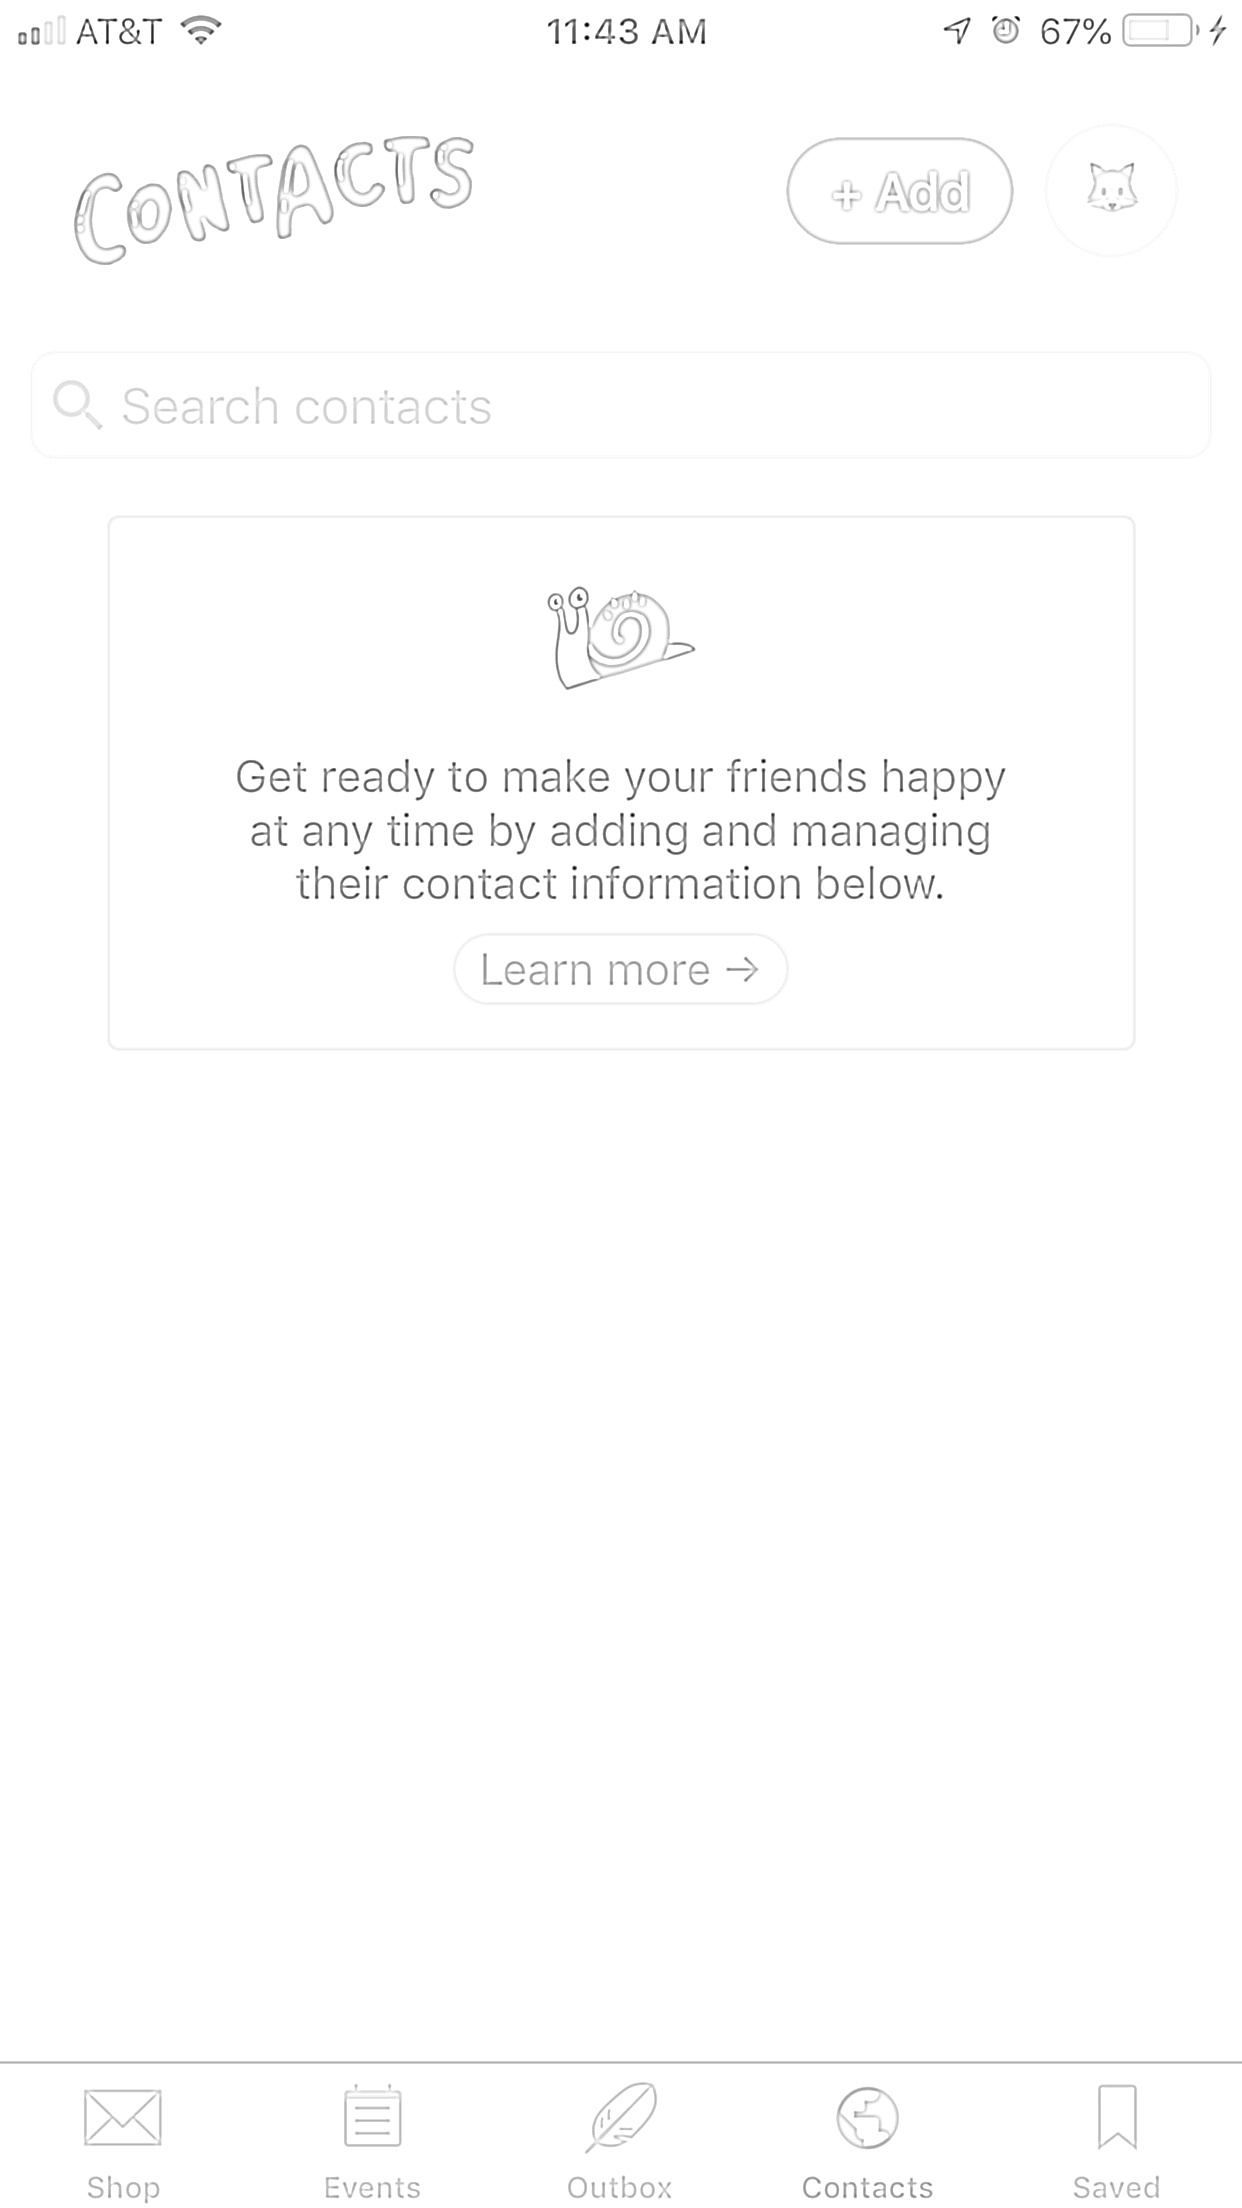 AT&T 11:43 AM 67%
CONTACTS
+ Add
Search contacts
Get ready to make your friends happy
at any time by adding and managing
their contact information below.
Learn more →
Shop Events Outbox Contacts Saved